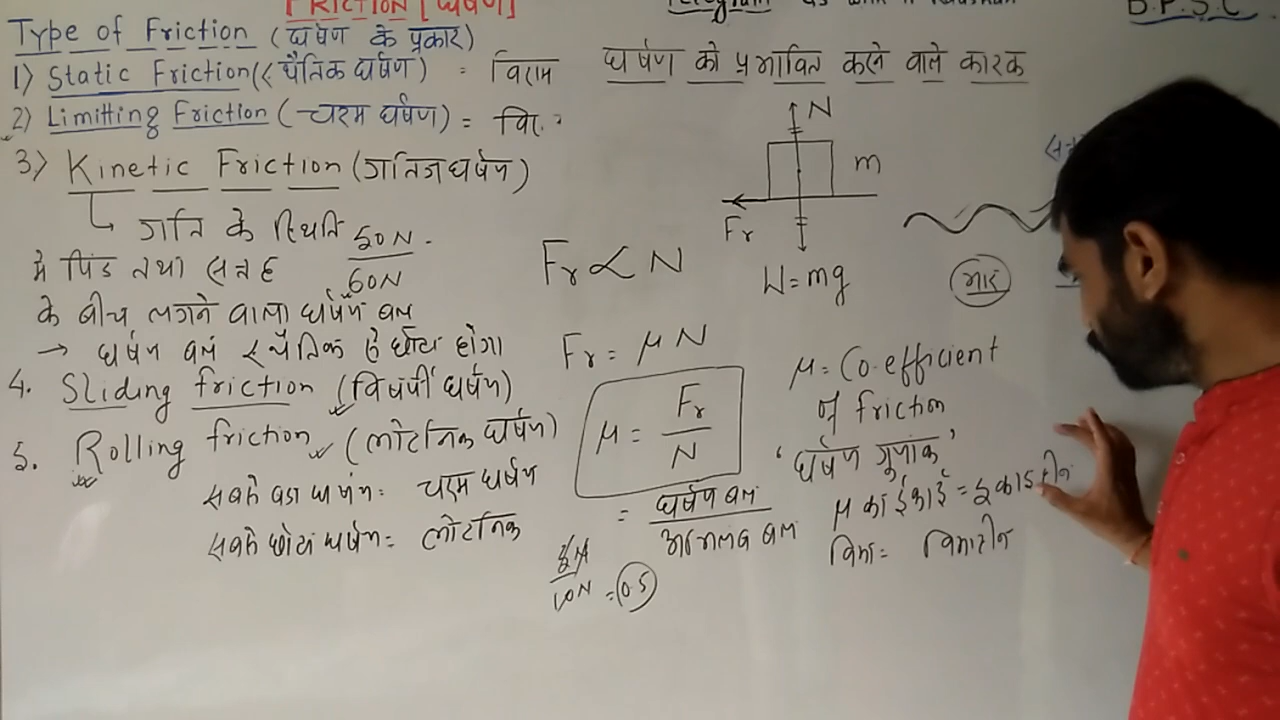 FRICTION [घर्षण]
Telegram
B.P.S.C
Type of Friction (घर्षण के प्रकार)
1) Static Friction (स्थैतिक घर्षण) = विराम
2) Limitting Friction (चरम घर्षण) = वि.
3) Kinetic Friction (गतिज घर्षण)
गति के स्थिति
में पिंड तथा सतह
के बीच लगने वाला घर्षण बल
→ घर्षण बल स्थैतिक से छोटा होगा
50N
60N
4. Sliding friction (विसर्पी घर्षण)
5. Rolling friction (लोटनिक घर्षण)
सबसे बड़ा घर्षण: चरम घर्षण
सबसे छोटा घर्षण= लोटनिक
घर्षण को प्रभावित करने वाले कारक
N
m
Fr
W=mg
Fr ∝ N
Fr = μN
μ = Fr / N
= घर्षण बल / अभिलंब बल
10N = 0.5
μ = Co-efficient
of friction
'घर्षण गुणांक'
μ का ईकाई = इकाईहीन
विमा= विमाहीन